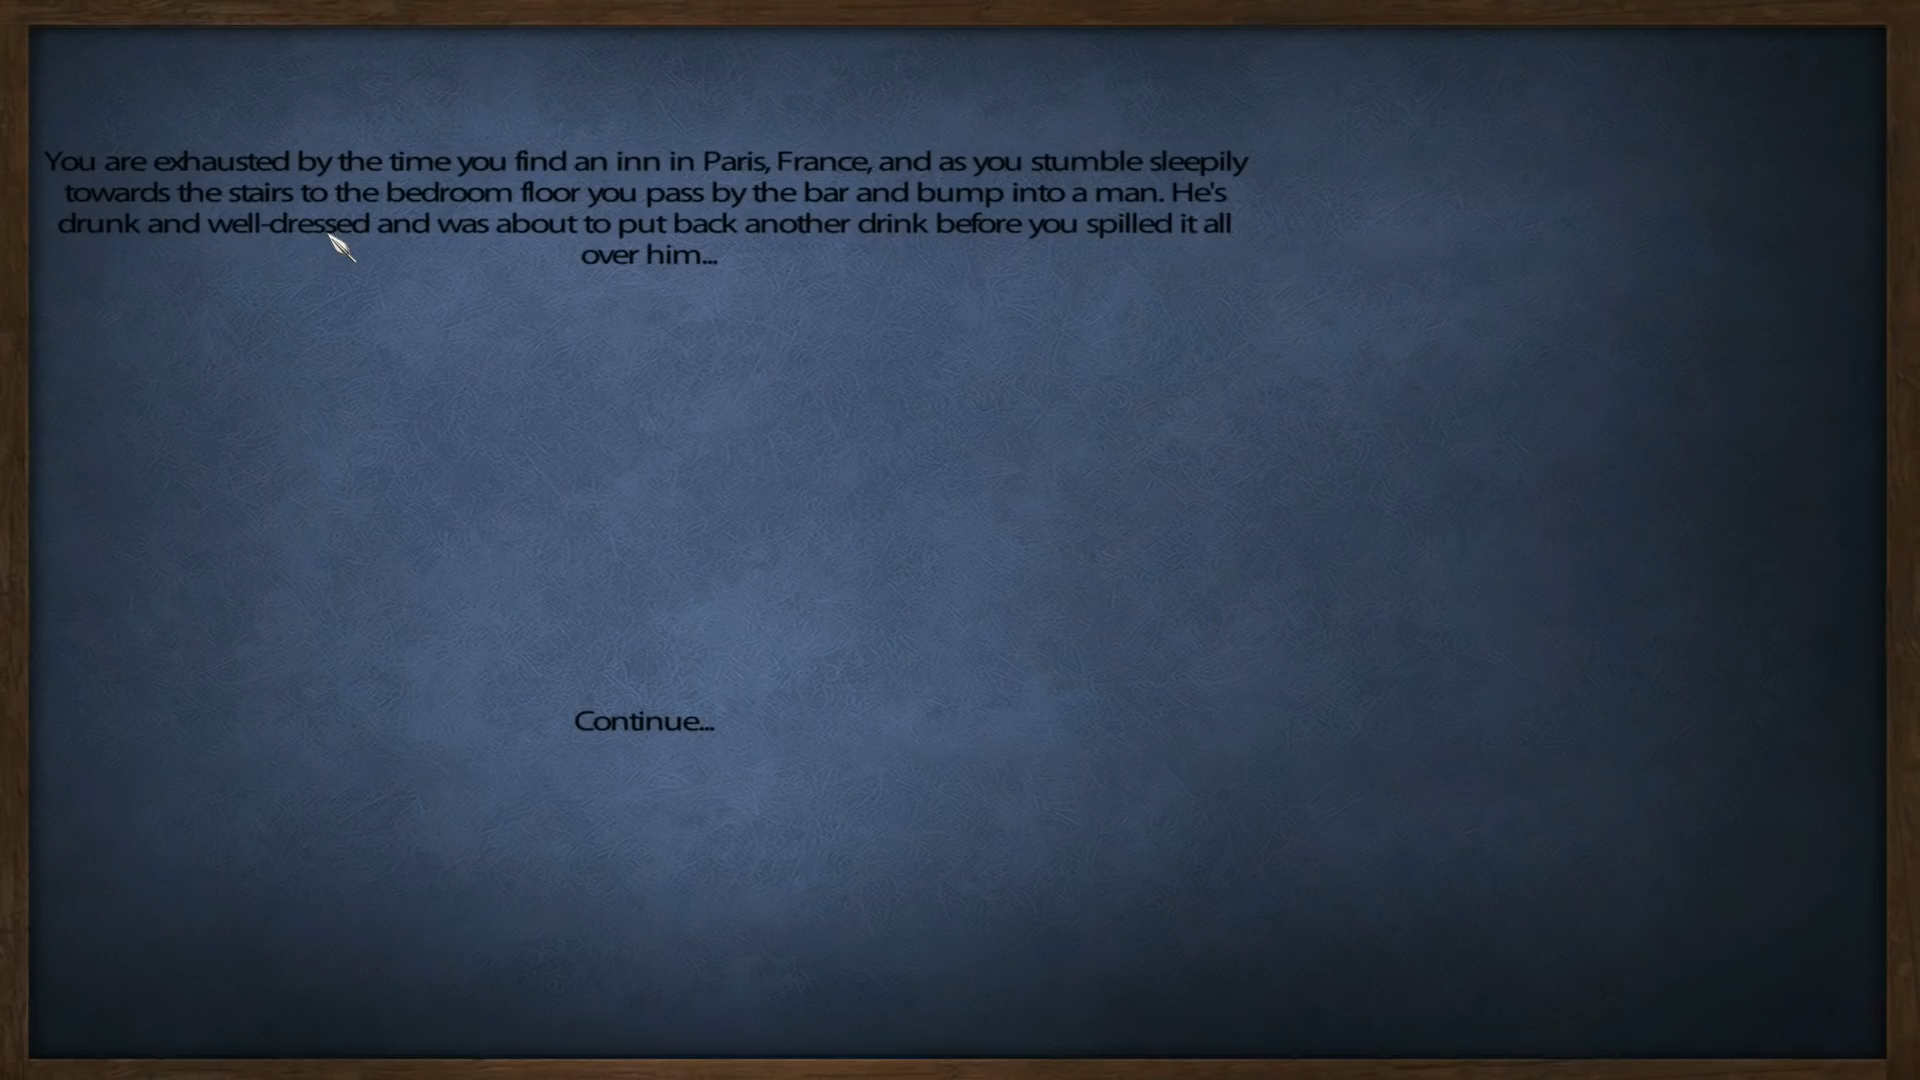 You are exhausted by the time you find an inn in Paris, France, and as you stumble sleepily
towards the stairs to the bedroom floor you pass by the bar and bump into a man. He's
drunk and well-dressed and was about to put back another drink before you spilled it all
over him...
Continue...